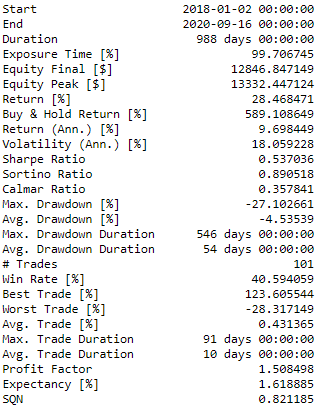 Start 2018-01-02 00:00:00
End 2020-09-16 00:00:00
Duration 988 days 00:00:00
Exposure Time [%] 99.706745
Equity Final [$] 12846.847149
Equity Peak [$] 13332.447124
Return [%] 28.468471
Buy & Hold Return [%] 589.108649
Return (Ann.) [%] 9.698449
Volatility (Ann.) [%] 18.059228
Sharpe Ratio 0.537036
Sortino Ratio 0.890518
Calmar Ratio 0.357841
Max. Drawdown [%] -27.102661
Avg. Drawdown [%] -4.53539
Max. Drawdown Duration 546 days 00:00:00
Avg. Drawdown Duration 54 days 00:00:00
# Trades 101
Win Rate [%] 40.594059
Best Trade [%] 123.605544
Worst Trade [%] -28.317149
Avg. Trade [%] 0.431365
Max. Trade Duration 91 days 00:00:00
Avg. Trade Duration 10 days 00:00:00
Profit Factor 1.508498
Expectancy [%] 1.618885
SQN 0.821185